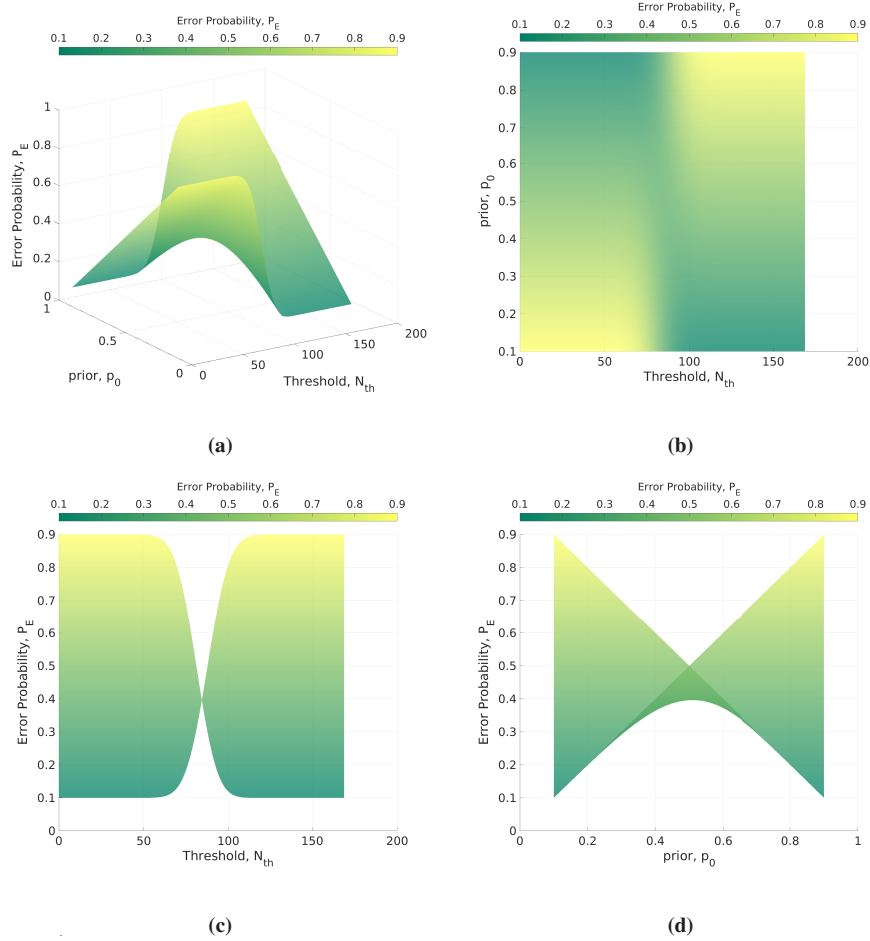 Error Probability, P_E
0.1 0.2 0.3 0.4 0.5 0.6 0.7 0.8 0.9
1
0.8
0.6
0.4
0.2
0
Error Probability, P_E
1
0.5
0
prior, p_0
0 50 100 150 200
Threshold, N_th
(a)
Error Probability, P_E
0.1 0.2 0.3 0.4 0.5 0.6 0.7 0.8 0.9
0.9
0.8
0.7
0.6
0.5
0.4
0.3
0.2
0.1
prior, p_0
0 50 100 150 200
Threshold, N_th
(b)
Error Probability, P_E
0.1 0.2 0.3 0.4 0.5 0.6 0.7 0.8 0.9
0.9
0.8
0.7
0.6
0.5
0.4
0.3
0.2
0.1
0
Error Probability, P_E
0 50 100 150 200
Threshold, N_th
(c)
Error Probability, P_E
0.1 0.2 0.3 0.4 0.5 0.6 0.7 0.8 0.9
0.9
0.8
0.7
0.6
0.5
0.4
0.3
0.2
0.1
0
Error Probability, P_E
0 0.2 0.4 0.6 0.8 1
prior, p_0
(d)